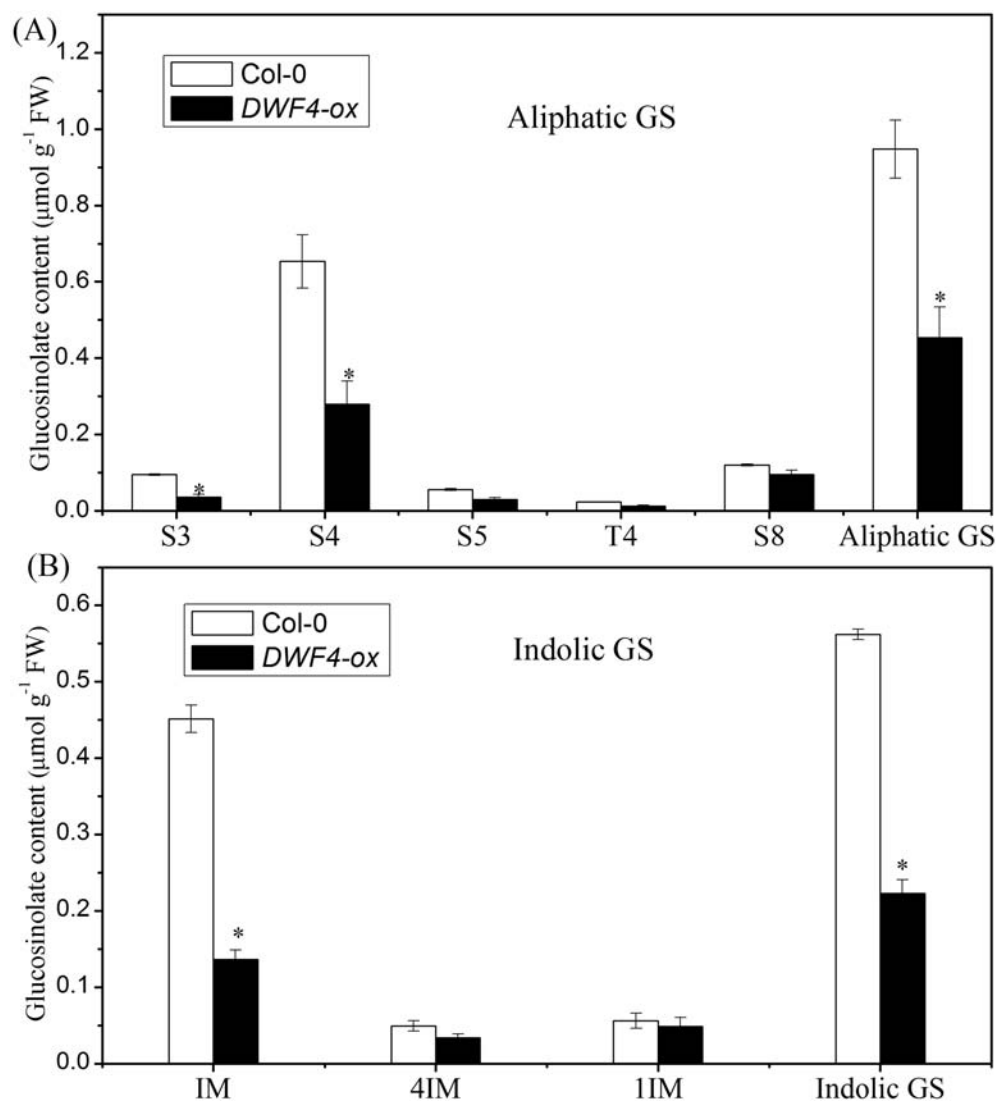 (A)
1.2
1.0
0.8
0.6
0.4
0.2
0.0
Glucosinolate content (μmol g⁻¹ FW)
Col-0
DWF4-ox
Aliphatic GS
*
*
*
S3 S4 S5 T4 S8 Aliphatic GS
(B)
0.6
0.5
0.4
0.3
0.2
0.1
0.0
Glucosinolate content (μmol g⁻¹ FW)
Col-0
DWF4-ox
Indolic GS
*
*
IM 4IM 1IM Indolic GS